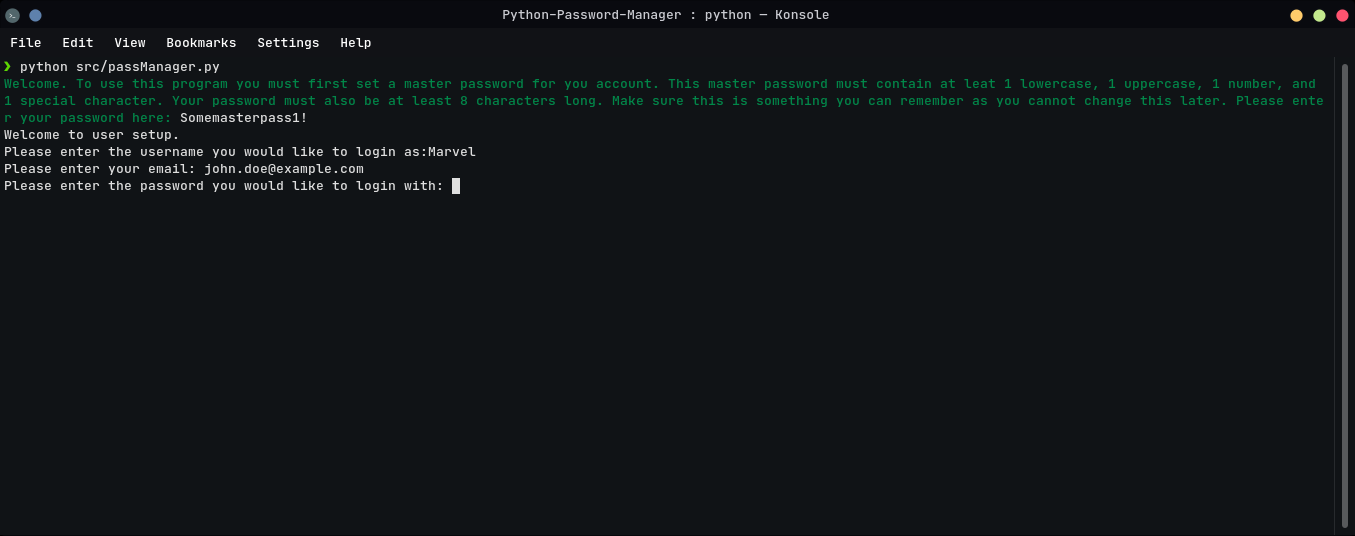 Python-Password-Manager : python — Konsole
File Edit View Bookmarks Settings Help
❯ python src/passManager.py
Welcome. To use this program you must first set a master password for you account. This master password must contain at leat 1 lowercase, 1 uppercase, 1 number, and
1 special character. Your password must also be at least 8 characters long. Make sure this is something you can remember as you cannot change this later. Please ente
r your password here: Somemasterpass1!
Welcome to user setup.
Please enter the username you would like to login as:Marvel
Please enter your email: john.doe@example.com
Please enter the password you would like to login with: